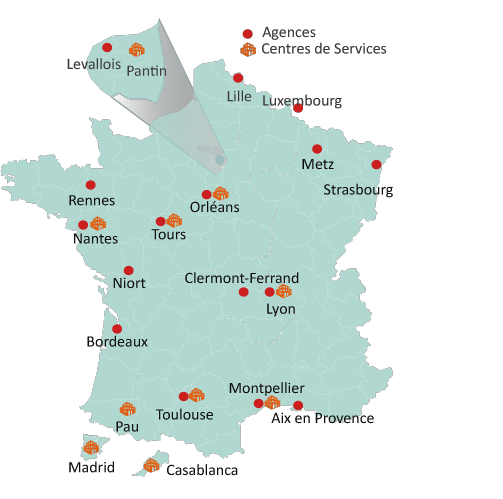 Agences
Centres de Services
Levallois
Pantin
Lille
Luxembourg
Metz
Strasbourg
Rennes
Orléans
Nantes
Tours
Niort
Clermont-Ferrand
Lyon
Bordeaux
Montpellier
Toulouse
Aix en Provence
Pau
Madrid
Casablanca